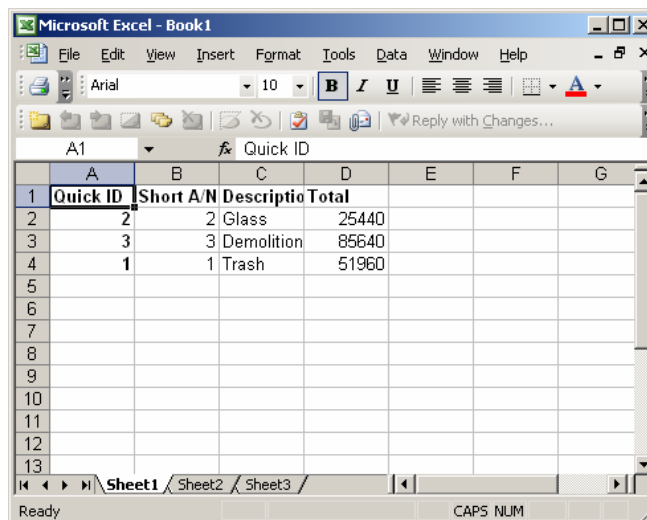 Microsoft Excel - Book1
File Edit View Insert Format Tools Data Window Help
Arial 10 B I U A
Reply with Changes...
A1 fx Quick ID
A B C D E F G
1 Quick ID Short A/N Descriptio Total
2 2 2 Glass 25440
3 3 3 Demolition 85640
4 1 1 Trash 51960
5
6
7
8
9
10
11
12
13
Sheet1 / Sheet2 / Sheet3 /
Ready CAPS NUM